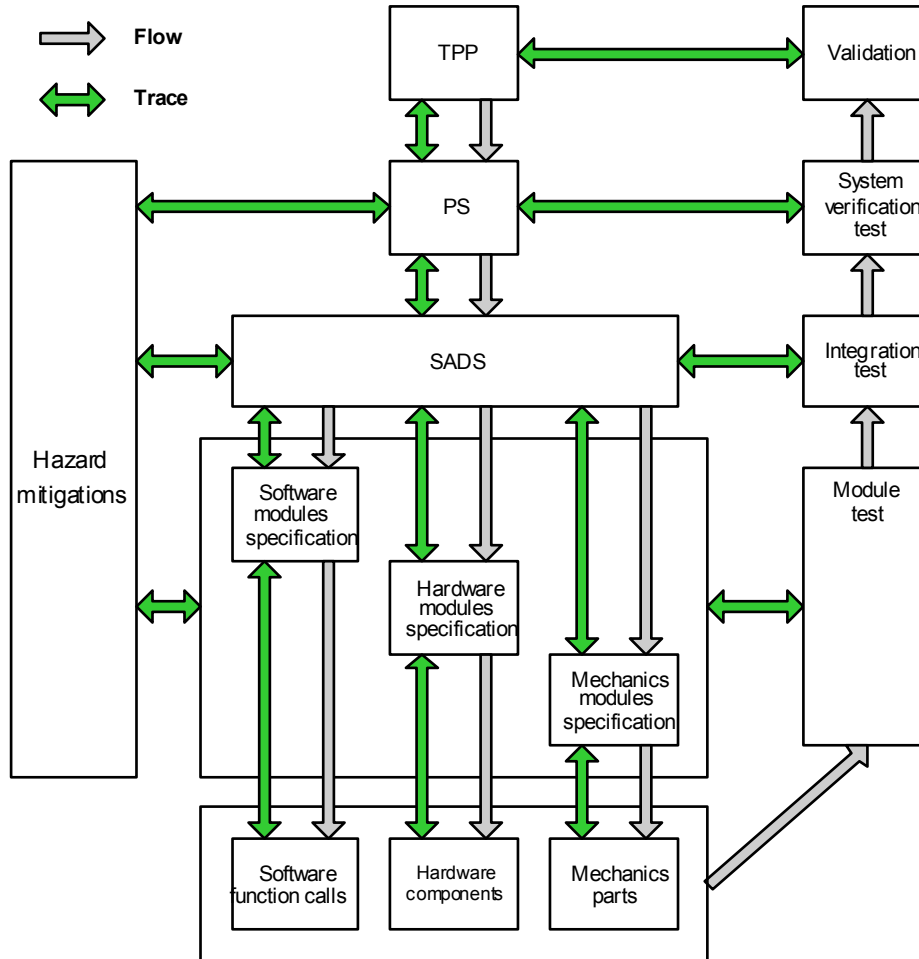 Flow
Trace
TPP
Validation
PS
System
verification
test
SADS
Integration
test
Hazard
mitigations
Software
modules
specification
Module
test
Hardware
modules
specification
Mechanics
modules
specification
Software
function calls
Hardware
components
Mechanics
parts